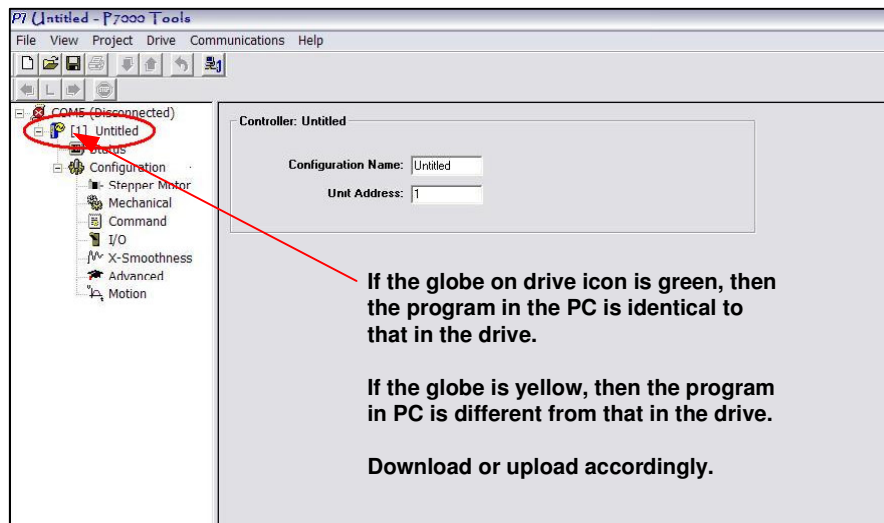 P7 Untitled - P7000 Tools
File View Project Drive Communications Help
L
COM5 (Disconnected)
[1] Untitled
Status
Configuration
Stepper Motor
Mechanical
Command
I/O
X-Smoothness
Advanced
Motion
Controller: Untitled
Configuration Name: Untitled
Unit Address: 1
If the globe on drive icon is green, then
the program in the PC is identical to
that in the drive.
If the globe is yellow, then the program
in PC is different from that in the drive.
Download or upload accordingly.